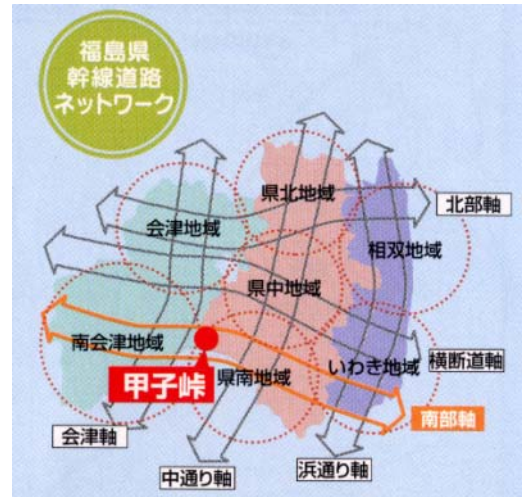 福島県
幹線道路
ネットワーク
県北地域
北部軸
会津地域
相双地域
県中地域
南会津地域
いわき地域
横断道軸
甲子峠
県南地域
南部軸
会津軸
中通り軸
浜通り軸